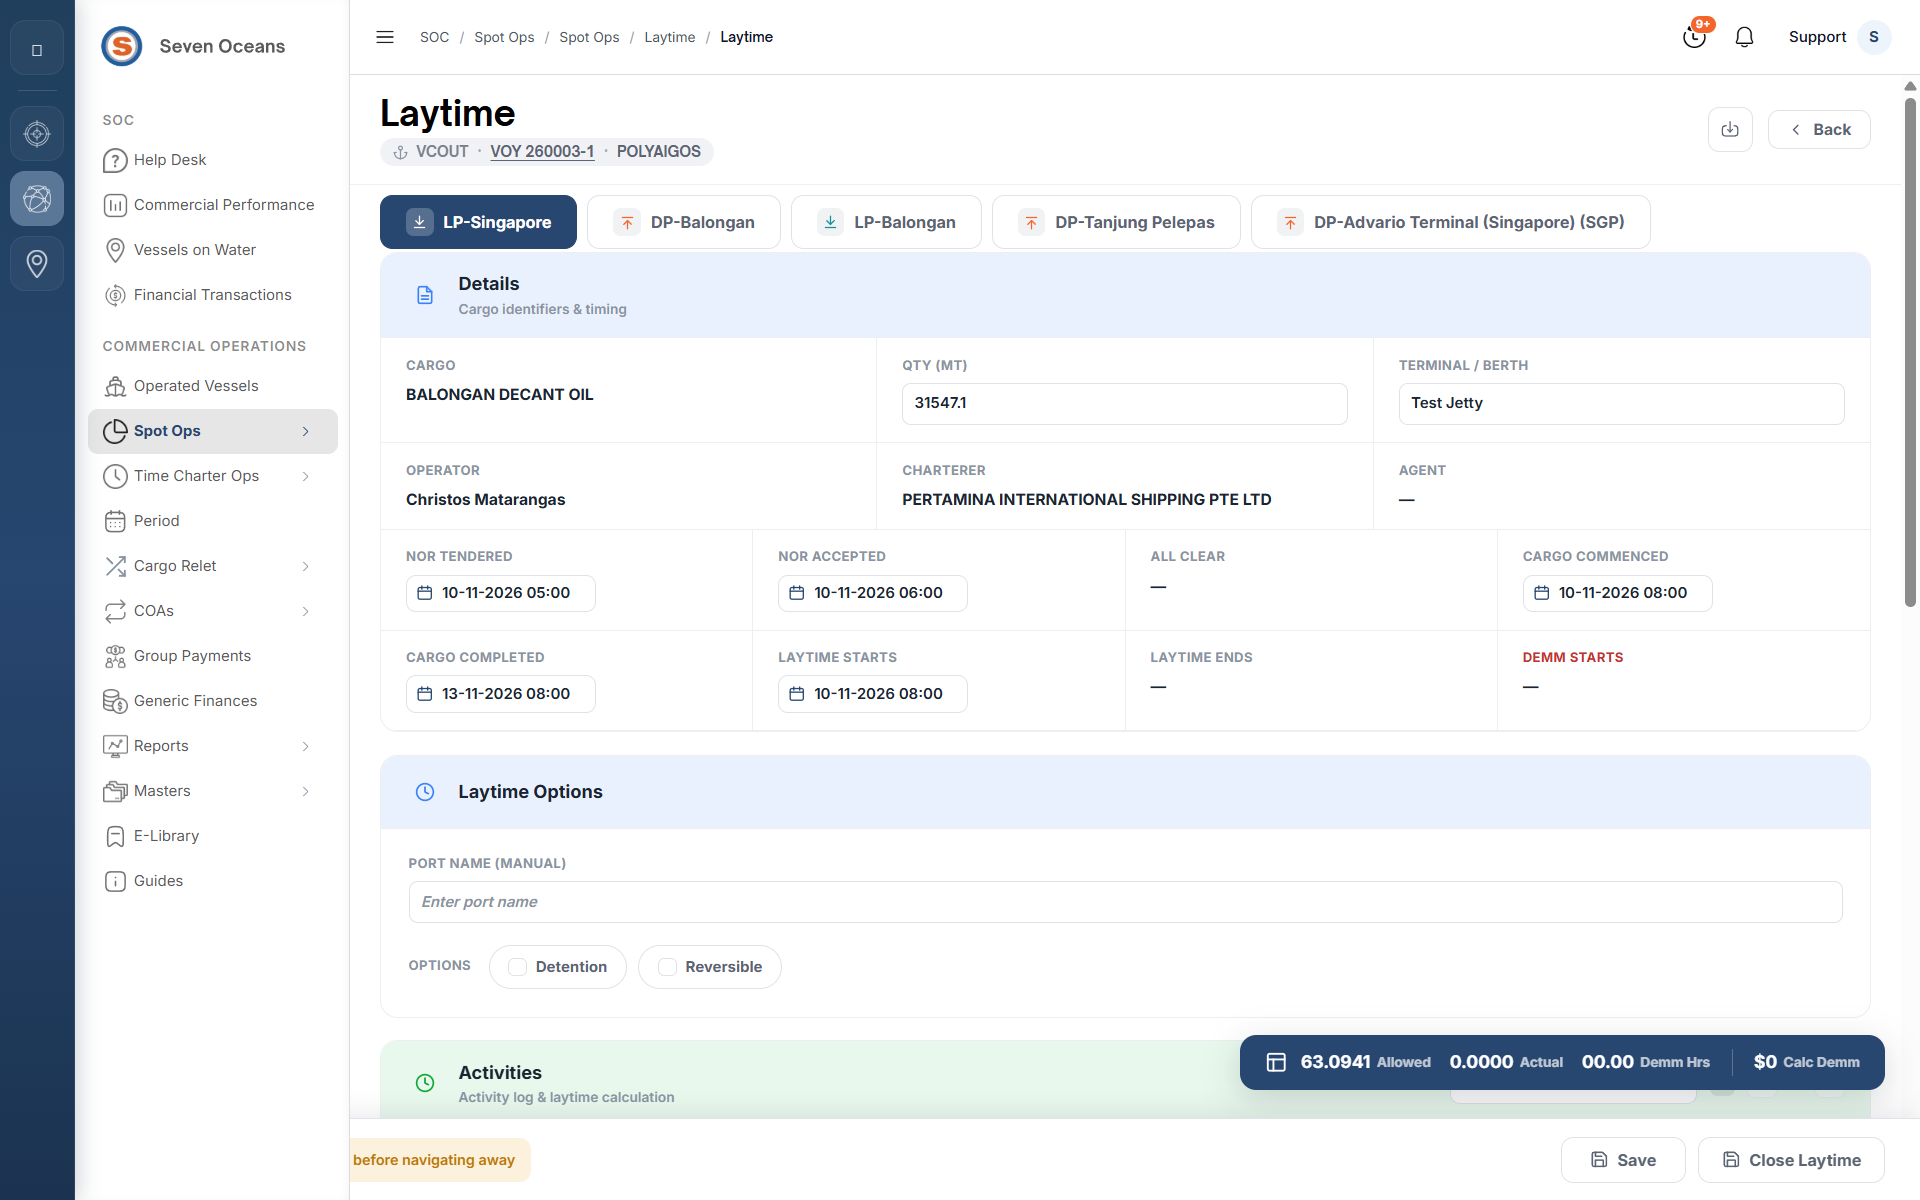 Seven Oceans
SOC / Spot Ops / Spot Ops / Laytime / Laytime
9+
Support S
SOC
Help Desk
Commercial Performance
Vessels on Water
Financial Transactions
COMMERCIAL OPERATIONS
Operated Vessels
Spot Ops
Time Charter Ops
Period
Cargo Relet
COAs
Group Payments
Generic Finances
Reports
Masters
E-Library
Guides
Laytime
VCOUT · VOY 260003-1 · POLYAIGOS
Back
LP-Singapore
DP-Balongan
LP-Balongan
DP-Tanjung Pelepas
DP-Advario Terminal (Singapore) (SGP)
Details
Cargo identifiers & timing
CARGO
BALONGAN DECANT OIL
QTY (MT)
31547.1
TERMINAL / BERTH
Test Jetty
OPERATOR
Christos Matarangas
CHARTERER
PERTAMINA INTERNATIONAL SHIPPING PTE LTD
AGENT
—
NOR TENDERED
10-11-2026 05:00
NOR ACCEPTED
10-11-2026 06:00
ALL CLEAR
—
CARGO COMMENCED
10-11-2026 08:00
CARGO COMPLETED
13-11-2026 08:00
LAYTIME STARTS
10-11-2026 08:00
LAYTIME ENDS
—
DEMM STARTS
—
Laytime Options
PORT NAME (MANUAL)
Enter port name
OPTIONS
Detention
Reversible
Activities
Activity log & laytime calculation
63.0941 Allowed 0.0000 Actual 00.00 Demm Hrs $0 Calc Demm
before navigating away
Save
Close Laytime